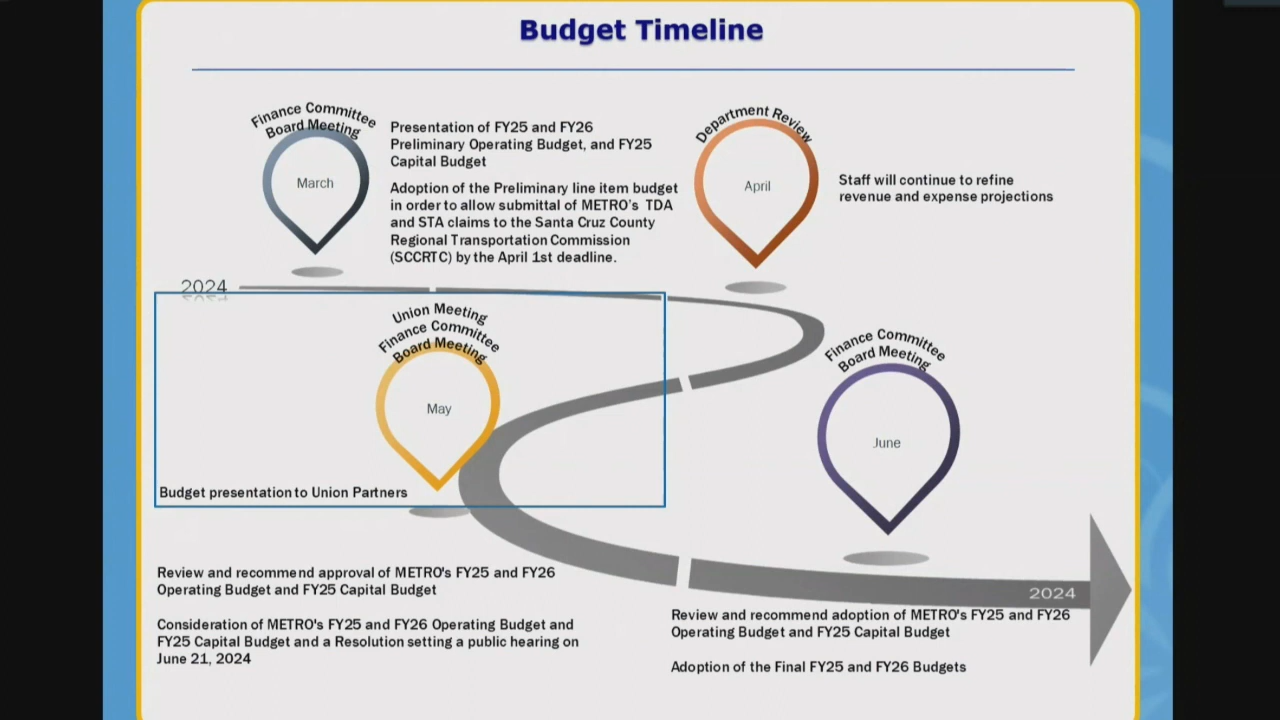 Budget Timeline
Finance Committee
Board Meeting
March
Presentation of FY25 and FY26
Preliminary Operating Budget, and FY25
Capital Budget
Adoption of the Preliminary line item budget
in order to allow submittal of METRO's TDA
and STA claims to the Santa Cruz County
Regional Transportation Commission
(SCCRTC) by the April 1st deadline.
Department Review
April
Staff will continue to refine
revenue and expense projections
2024
Union Meeting
Finance Committee
Board Meeting
May
Budget presentation to Union Partners
Review and recommend approval of METRO's FY25 and FY26
Operating Budget and FY25 Capital Budget
Consideration of METRO's FY25 and FY26 Operating Budget and
FY25 Capital Budget and a Resolution setting a public hearing on
June 21, 2024
Finance Committee
Board Meeting
June
2024
Review and recommend adoption of METRO's FY25 and FY26
Operating Budget and FY25 Capital Budget
Adoption of the Final FY25 and FY26 Budgets